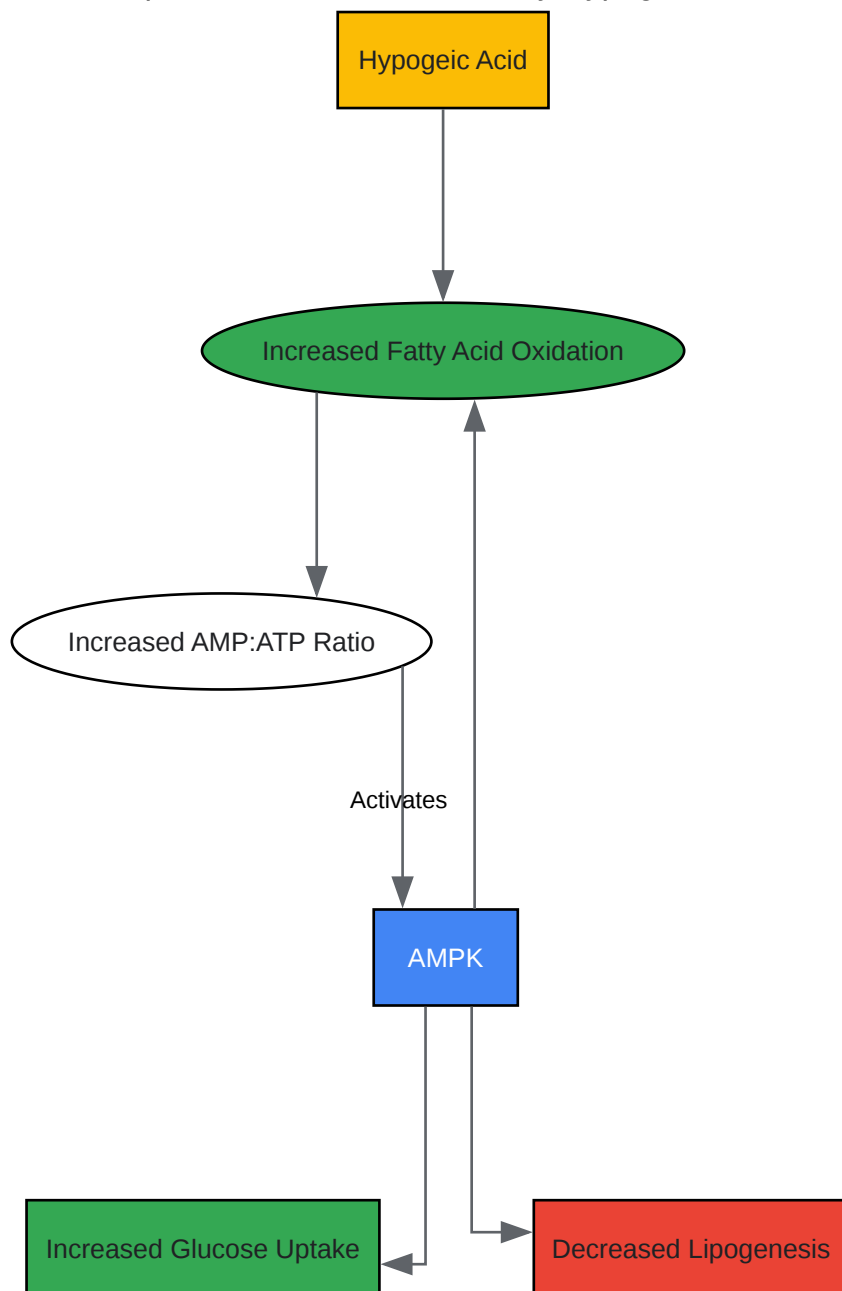 Hypogeic Acid
Increased Fatty Acid Oxidation
Increased AMP:ATP Ratio
Activates
AMPK
Increased Glucose Uptake
Decreased Lipogenesis